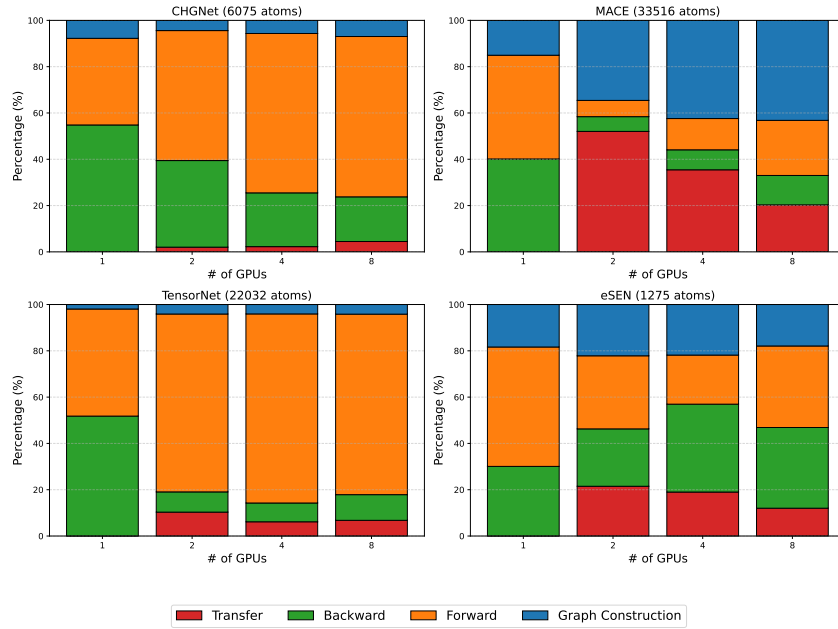 CHGNet (6075 atoms)
100
80
60
40
20
0
Percentage (%)
1 2 4 8
# of GPUs
MACE (33516 atoms)
100
80
60
40
20
0
Percentage (%)
1 2 4 8
# of GPUs
TensorNet (22032 atoms)
100
80
60
40
20
0
Percentage (%)
1 2 4 8
# of GPUs
eSEN (1275 atoms)
100
80
60
40
20
0
Percentage (%)
1 2 4 8
# of GPUs
Transfer Backward Forward Graph Construction